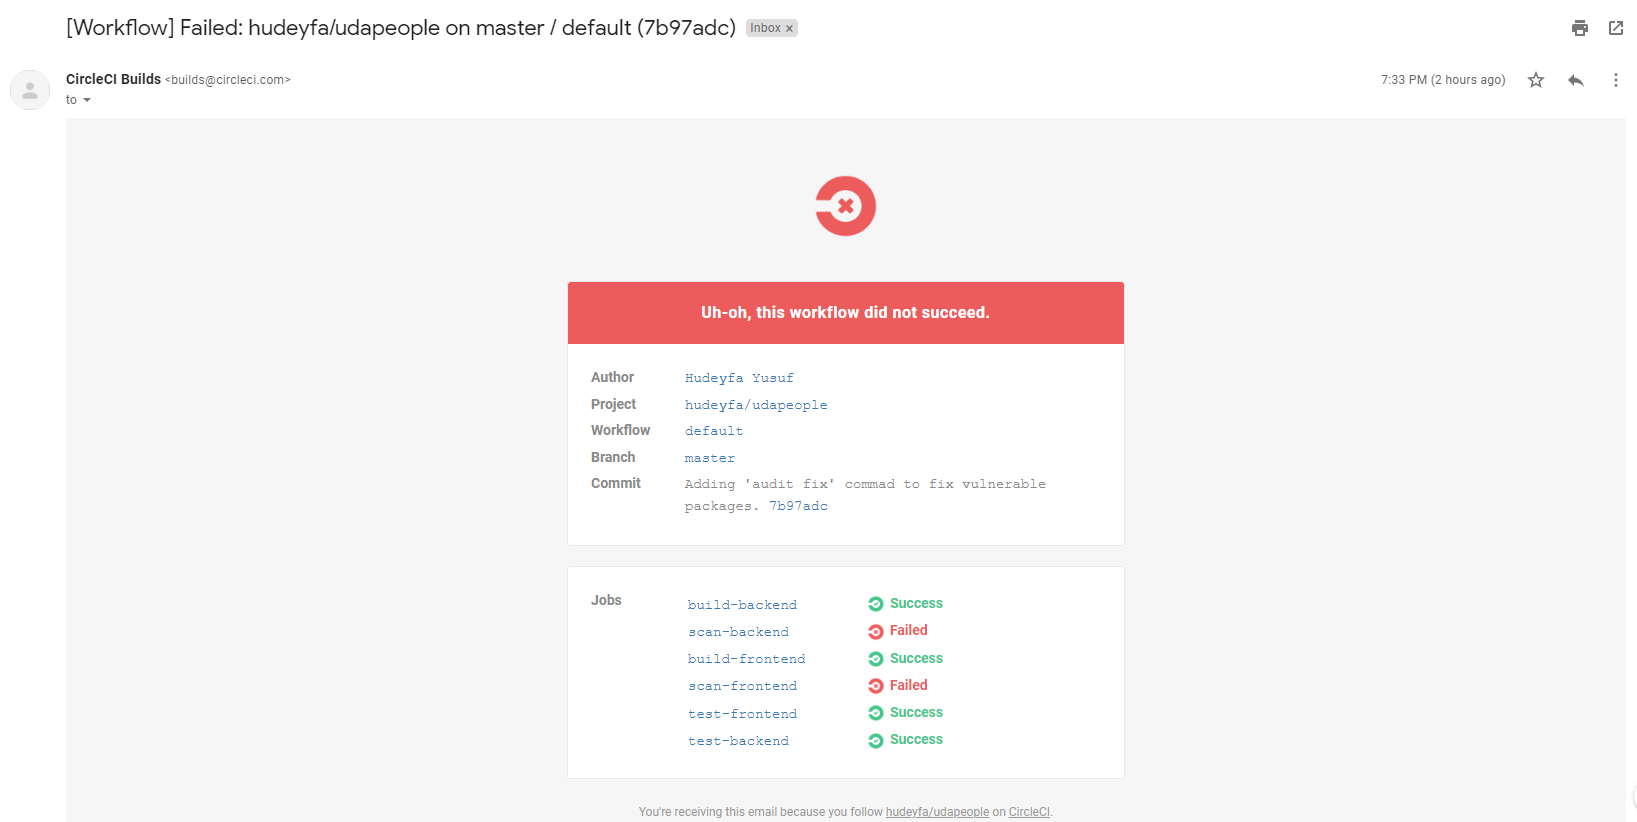 [Workflow] Failed: hudeyfa/udapeople on master / default (7b97adc) Inbox ×
CircleCI Builds <builds@circleci.com> 7:33 PM (2 hours ago)
to
Uh-oh, this workflow did not succeed.
Author Hudeyfa Yusuf
Project hudeyfa/udapeople
Workflow default
Branch master
Commit Adding 'audit fix' commad to fix vulnerable
packages. 7b97adc
Jobs build-backend Success
scan-backend Failed
build-frontend Success
scan-frontend Failed
test-frontend Success
test-backend Success
You're receiving this email because you follow hudeyfa/udapeople on CircleCI.